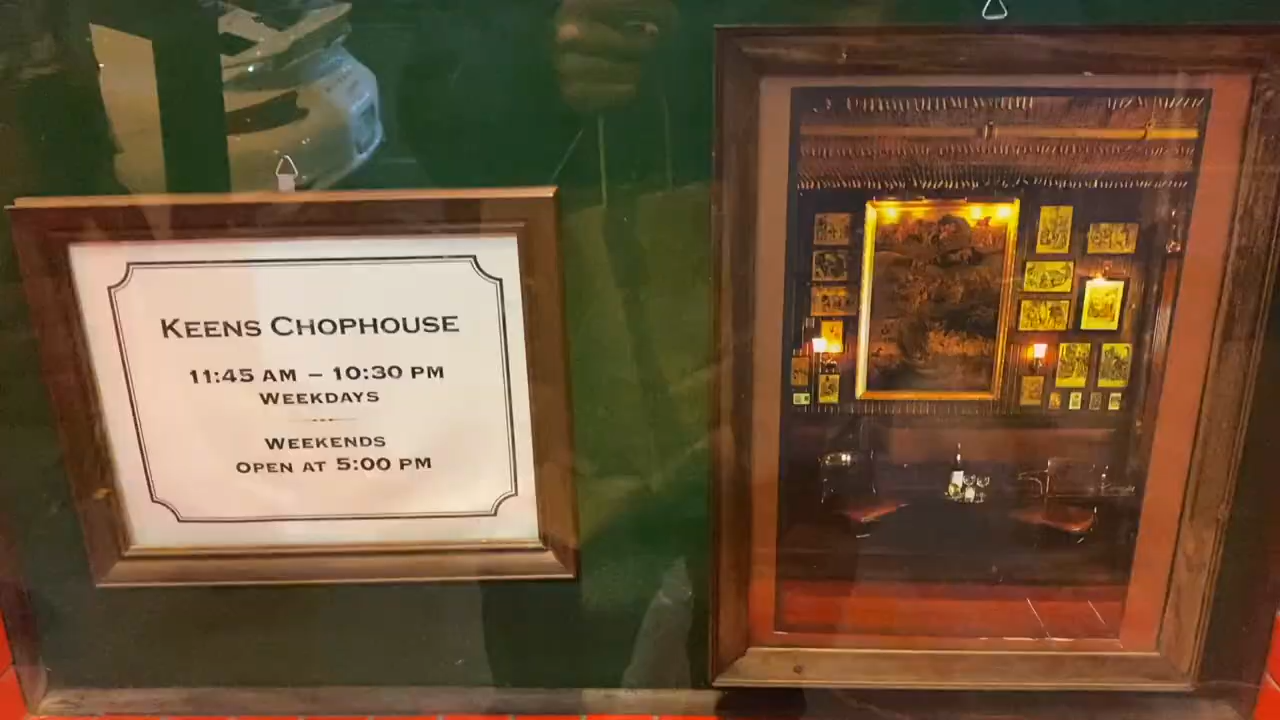 KEENS CHOPHOUSE
11:45 AM – 10:30 PM
WEEKDAYS
WEEKENDS
OPEN AT 5:00 PM